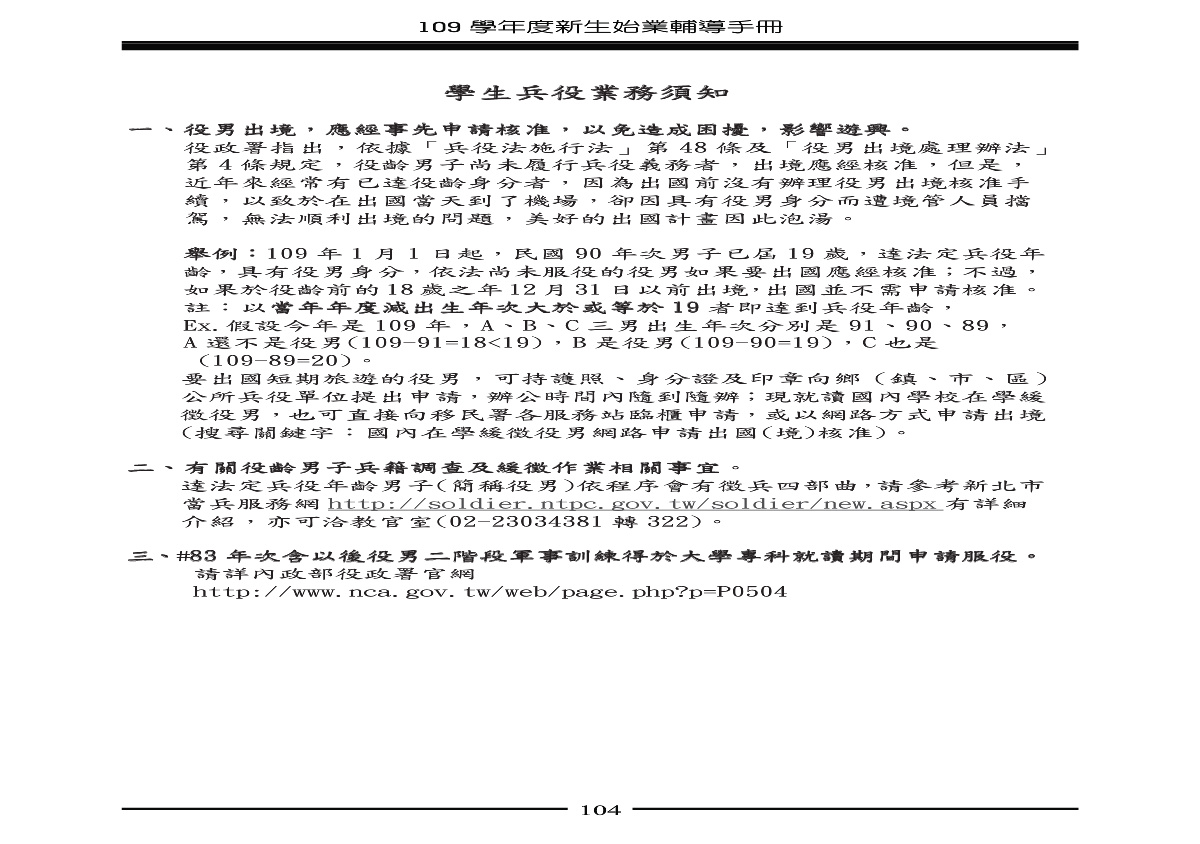 109 學年度新生始業輔導手冊
學生兵役業務須知
一、役男出境，應經事先申請核准，以免造成困擾，影響遊興。
役政署指出，依據「兵役法施行法」第 48 條及「役男出境處理辦法」
第 4 條規定，役齡男子尚未履行兵役義務者，出境應經核准，但是，
近年來經常有已達役齡身分者，因為出國前沒有辦理役男出境核准手
續，以致於在出國當天到了機場，卻因具有役男身分而遭境管人員擋
駕，無法順利出境的問題，美好的出國計畫因此泡湯。
舉例：109 年 1 月 1 日起，民國 90 年次男子已屆 19 歲，達法定兵役年
齡，具有役男身分，依法尚未服役的役男如果要出國應經核准；不過，
如果於役齡前的 18 歲之年 12 月 31 日以前出境，出國並不需申請核准。
註：以當年年度減出生年次大於或等於 19 者即達到兵役年齡，
Ex.假設今年是 109 年，A、B、C 三男出生年次分別是 91、90、89，
A 還不是役男(109-91=18<19)，B 是役男(109-90=19)，C 也是
(109-89=20)。
要出國短期旅遊的役男，可持護照、身分證及印章向鄉（鎮、市、區）
公所兵役單位提出申請，辦公時間內隨到隨辦；現就讀國內學校在學緩
徵役男，也可直接向移民署各服務站臨櫃申請，或以網路方式申請出境
(搜尋關鍵字：國內在學緩徵役男網路申請出國(境)核准)。
二、有關役齡男子兵籍調查及緩徵作業相關事宜。
達法定兵役年齡男子(簡稱役男)依程序會有徵兵四部曲，請參考新北市
當兵服務網 http://soldier.ntpc.gov.tw/soldier/new.aspx 有詳細
介紹，亦可洽教官室(02-23034381 轉 322)。
三、#83 年次含以後役男二階段軍事訓練得於大學專科就讀期間申請服役。
請詳內政部役政署官網
http://www.nca.gov.tw/web/page.php?p=P0504
104